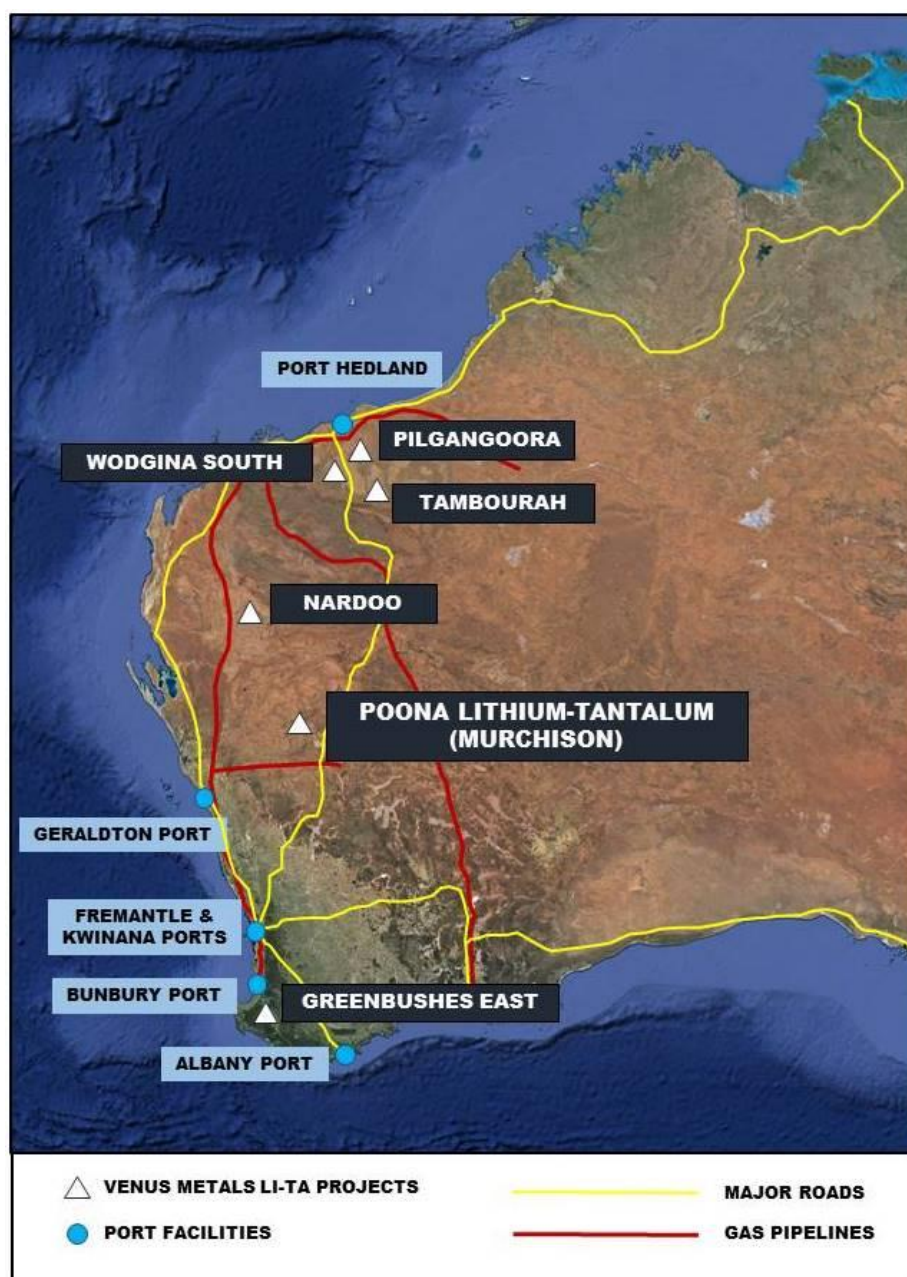 PORT HEDLAND
PILGANGOORA
WODGINA SOUTH
TAMBOURAH
NARDOO
POONA LITHIUM-TANTALUM
(MURCHISON)
GERALDTON PORT
FREMANTLE &
KWINANA PORTS
BUNBURY PORT
GREENBUSHES EAST
ALBANY PORT
VENUS METALS LI-TA PROJECTS
MAJOR ROADS
PORT FACILITIES
GAS PIPELINES